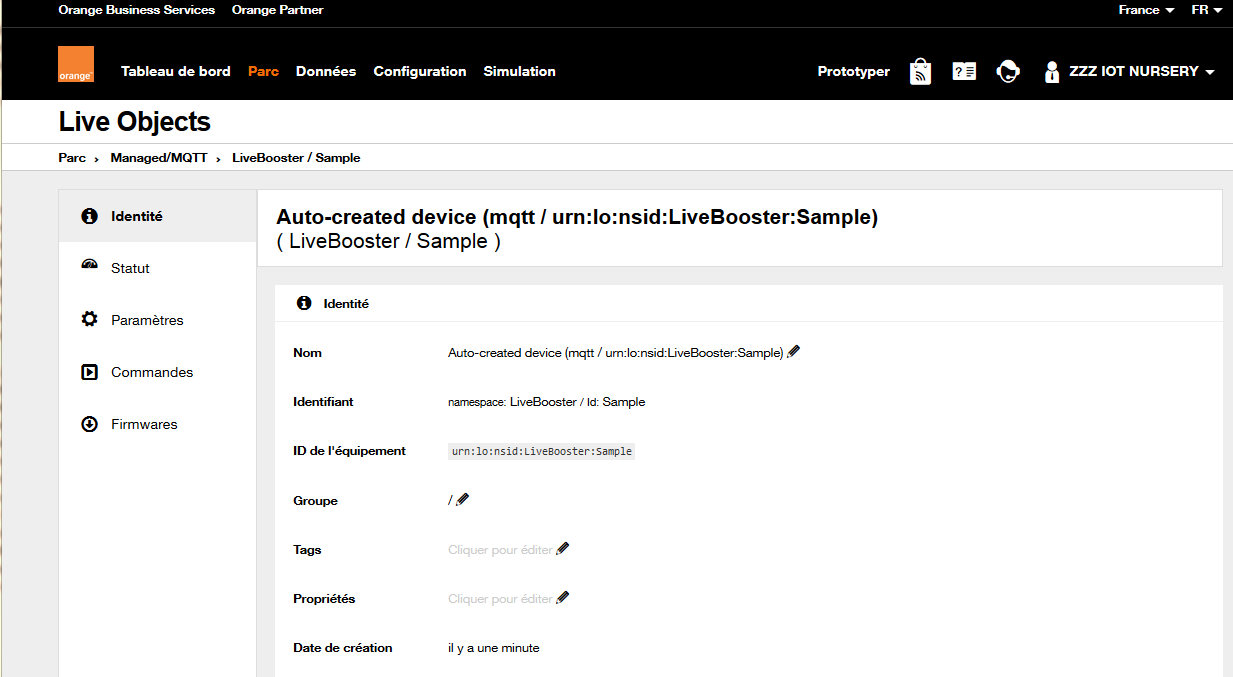 Orange Business Services Orange Partner France FR
orange™
Tableau de bord Parc Données Configuration Simulation Prototyper ZZZ IOT NURSERY
Live Objects
Parc › Managed/MQTT › LiveBooster / Sample
Identité
Statut
Paramètres
Commandes
Firmwares
Auto-created device (mqtt / urn:lo:nsid:LiveBooster:Sample)
( LiveBooster / Sample )
Identité
Nom Auto-created device (mqtt / urn:lo:nsid:LiveBooster:Sample)
Identifiant namespace: LiveBooster / Id: Sample
ID de l'équipement urn:lo:nsid:LiveBooster:Sample
Groupe /
Tags Cliquer pour éditer
Propriétés Cliquer pour éditer
Date de création il y a une minute